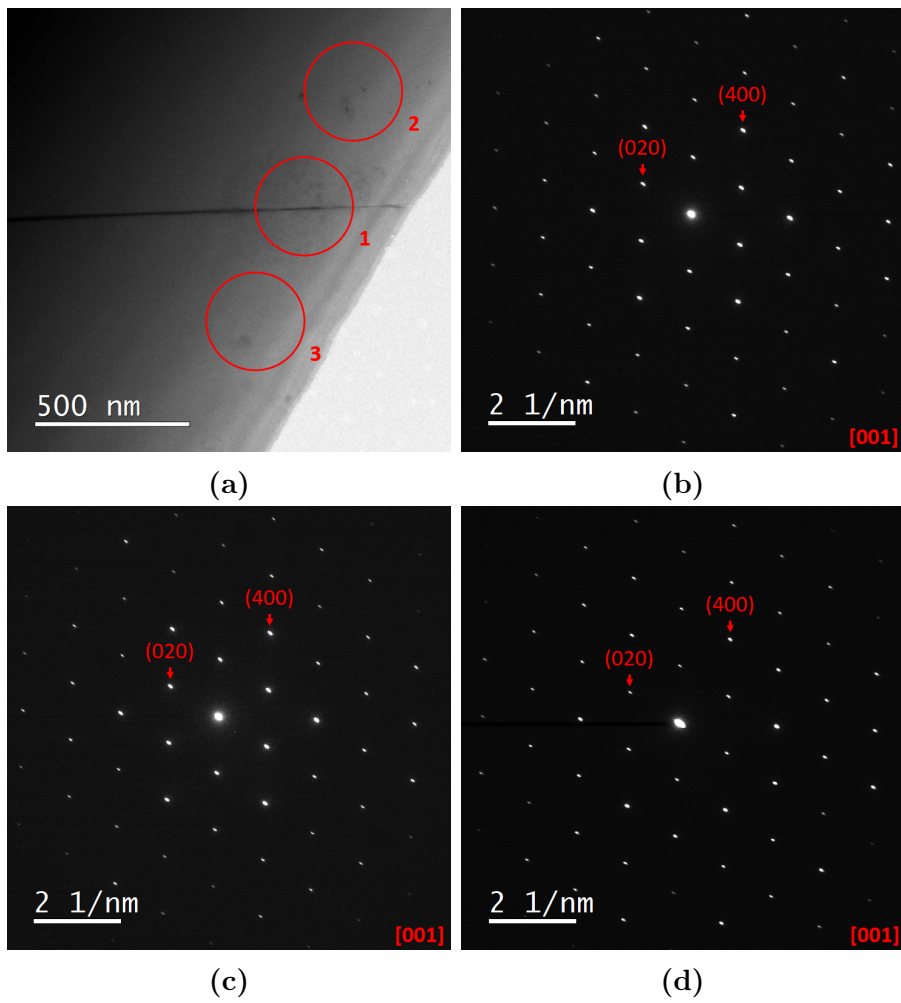 2
1
3
500 nm
(a)
(400)
(020)
2 1/nm
[001]
(b)
(400)
(020)
2 1/nm
[001]
(c)
(400)
(020)
2 1/nm
[001]
(d)